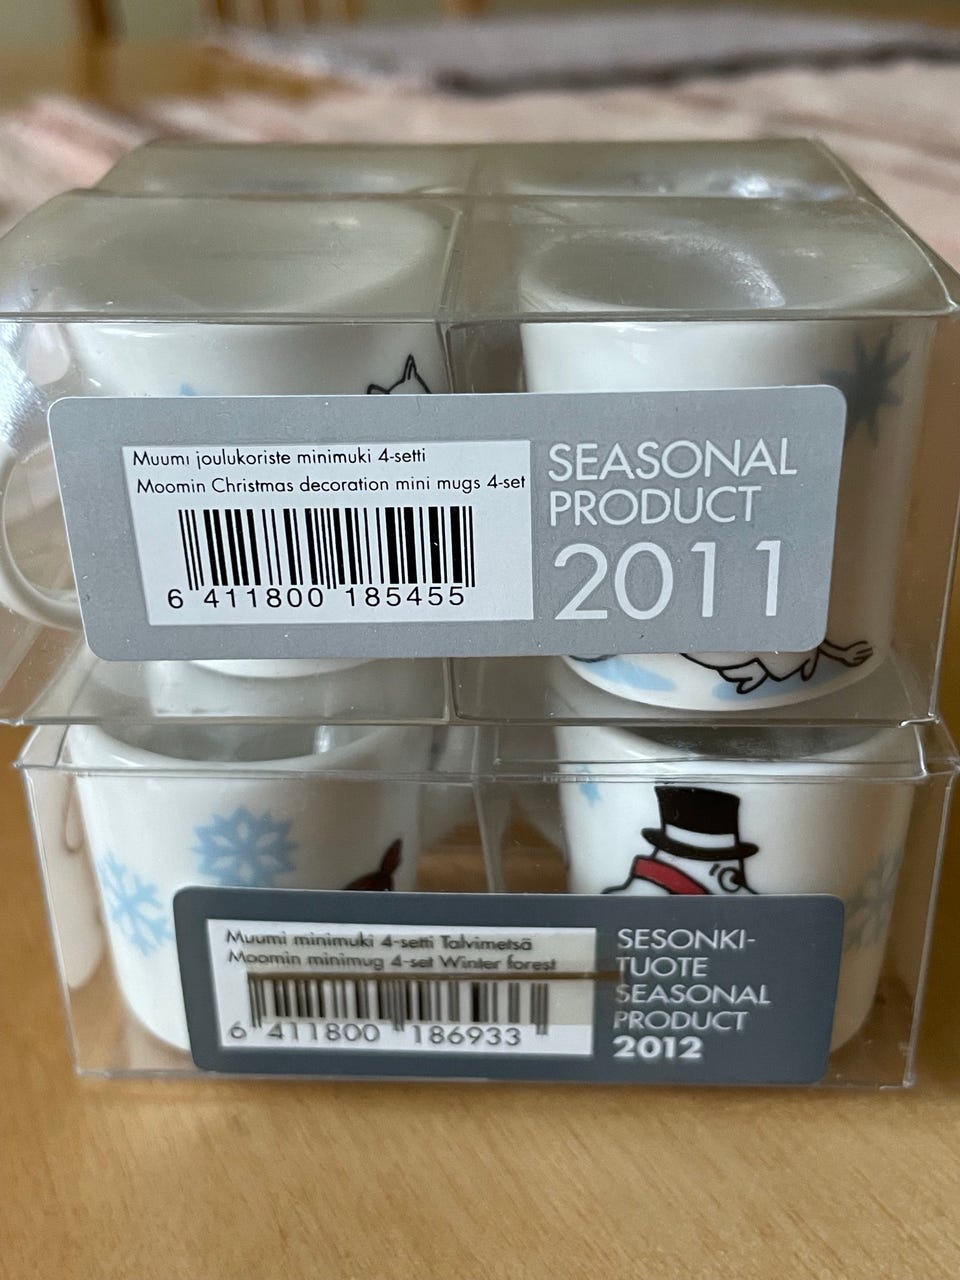 Muumi joulukoriste minimuki 4-setti
Moomin Christmas decoration mini mugs 4-set
6 411800 185455
SEASONAL
PRODUCT
2011
Muumi minimuki 4-setti Talvimetsä
Moomin minimug 4-set Winter forest
6 411800 186933
SESONKI-
TUOTE
SEASONAL
PRODUCT
2012